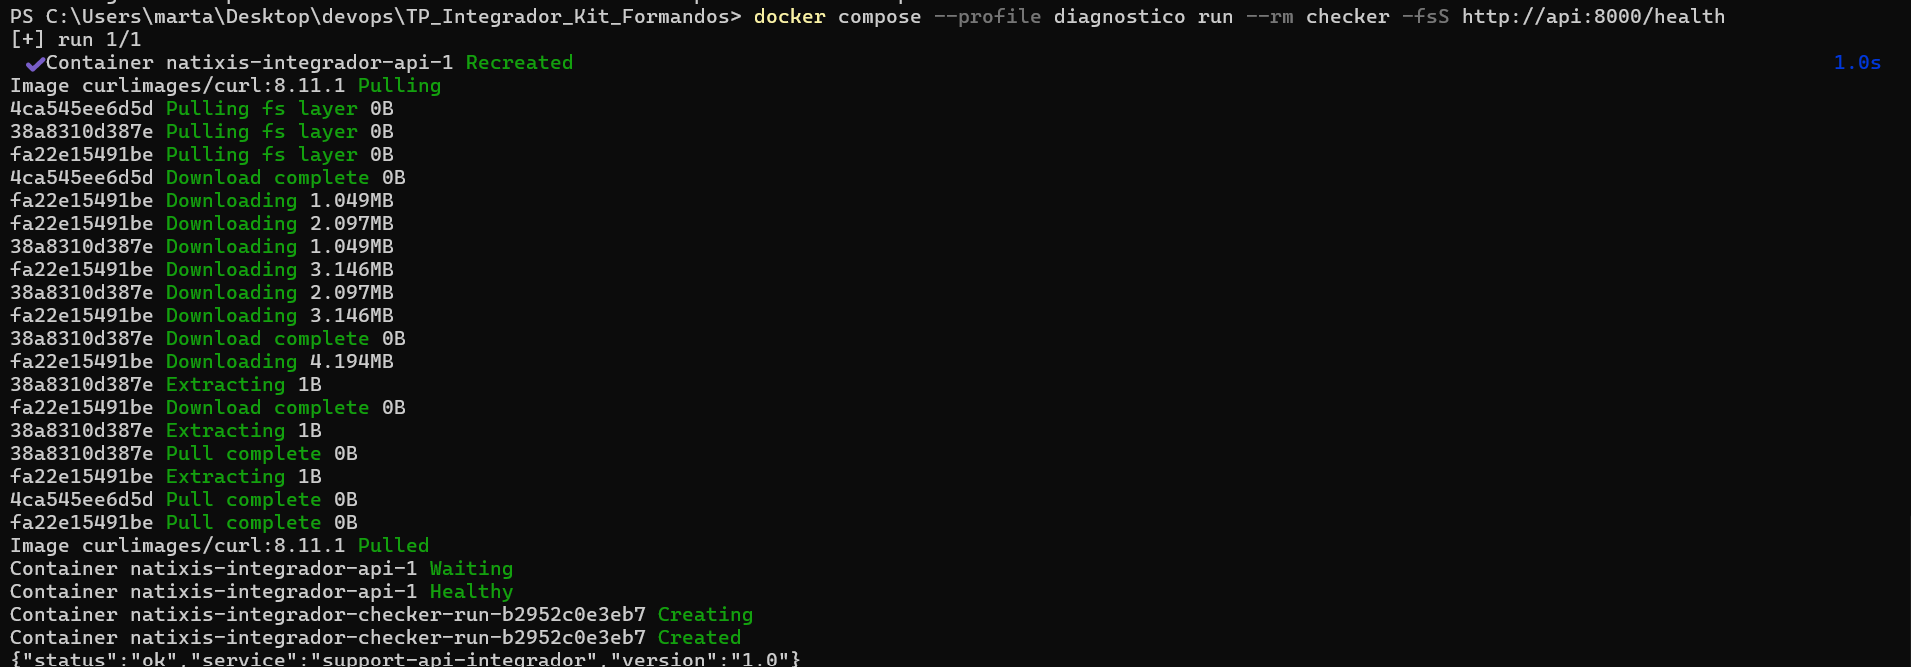 PS C:\Users\marta\Desktop\devops\TP_Integrador_Kit_Formandos> docker compose --profile diagnostico run --rm checker -fsS http://api:8000/health
[+] run 1/1
✔Container natixis-integrador-api-1 Recreated 1.0s
Image curlimages/curl:8.11.1 Pulling
4ca545ee6d5d Pulling fs layer 0B
38a8310d387e Pulling fs layer 0B
fa22e15491be Pulling fs layer 0B
4ca545ee6d5d Download complete 0B
fa22e15491be Downloading 1.049MB
fa22e15491be Downloading 2.097MB
38a8310d387e Downloading 1.049MB
fa22e15491be Downloading 3.146MB
38a8310d387e Downloading 2.097MB
fa22e15491be Downloading 3.146MB
38a8310d387e Download complete 0B
fa22e15491be Downloading 4.194MB
38a8310d387e Extracting 1B
fa22e15491be Download complete 0B
38a8310d387e Extracting 1B
38a8310d387e Pull complete 0B
fa22e15491be Extracting 1B
4ca545ee6d5d Pull complete 0B
fa22e15491be Pull complete 0B
Image curlimages/curl:8.11.1 Pulled
Container natixis-integrador-api-1 Waiting
Container natixis-integrador-api-1 Healthy
Container natixis-integrador-checker-run-b2952c0e3eb7 Creating
Container natixis-integrador-checker-run-b2952c0e3eb7 Created
{"status":"ok","service":"support-api-integrador","version":"1.0"}